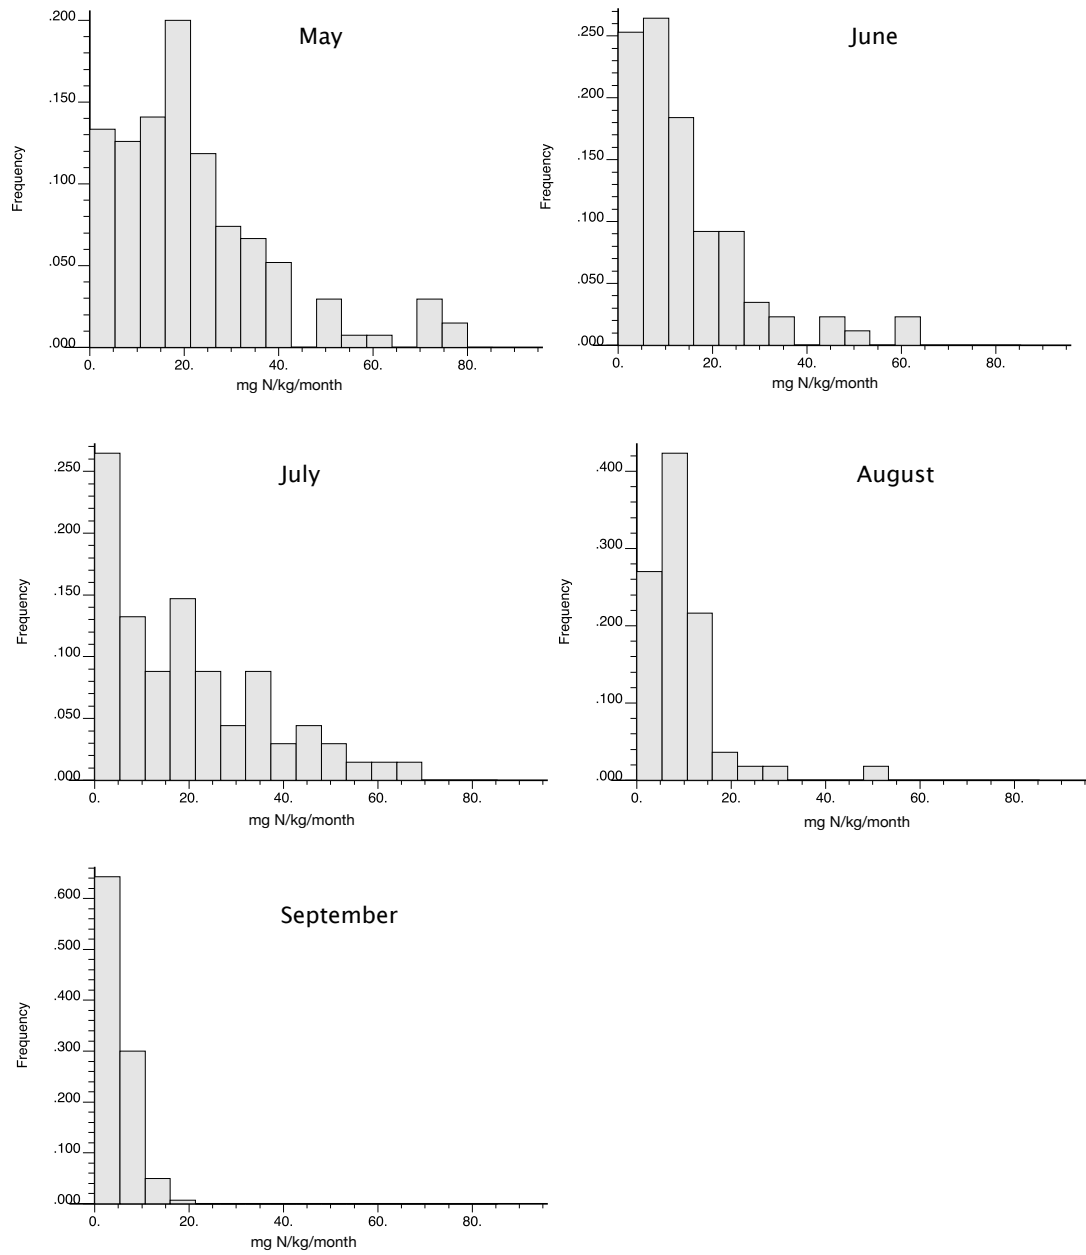 May
.200
.150
.100
.050
.000
Frequency
0. 20. 40. 60. 80.
mg N/kg/month
June
.250
.200
.150
.100
.050
.000
Frequency
0. 20. 40. 60. 80.
mg N/kg/month
July
.250
.200
.150
.100
.050
.000
Frequency
0. 20. 40. 60. 80.
mg N/kg/month
August
.400
.300
.200
.100
.000
Frequency
0. 20. 40. 60. 80.
mg N/kg/month
September
.600
.500
.400
.300
.200
.100
.000
Frequency
0. 20. 40. 60. 80.
mg N/kg/month